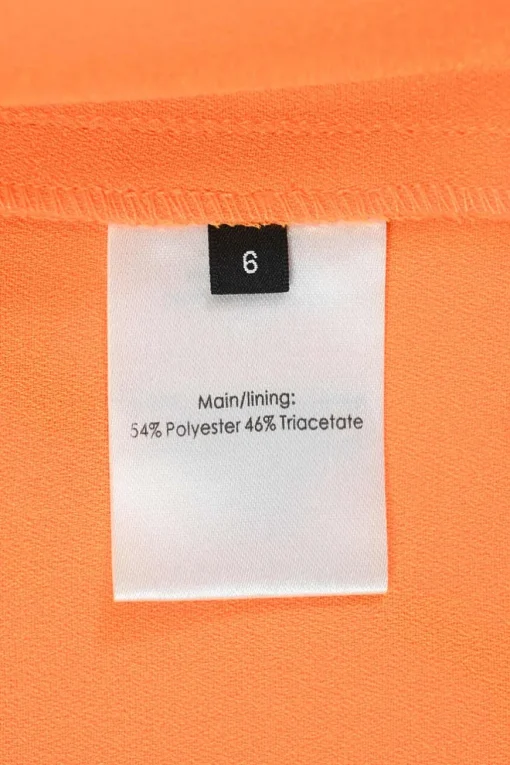 6
Main/lining:
54% Polyester 46% Triacetate